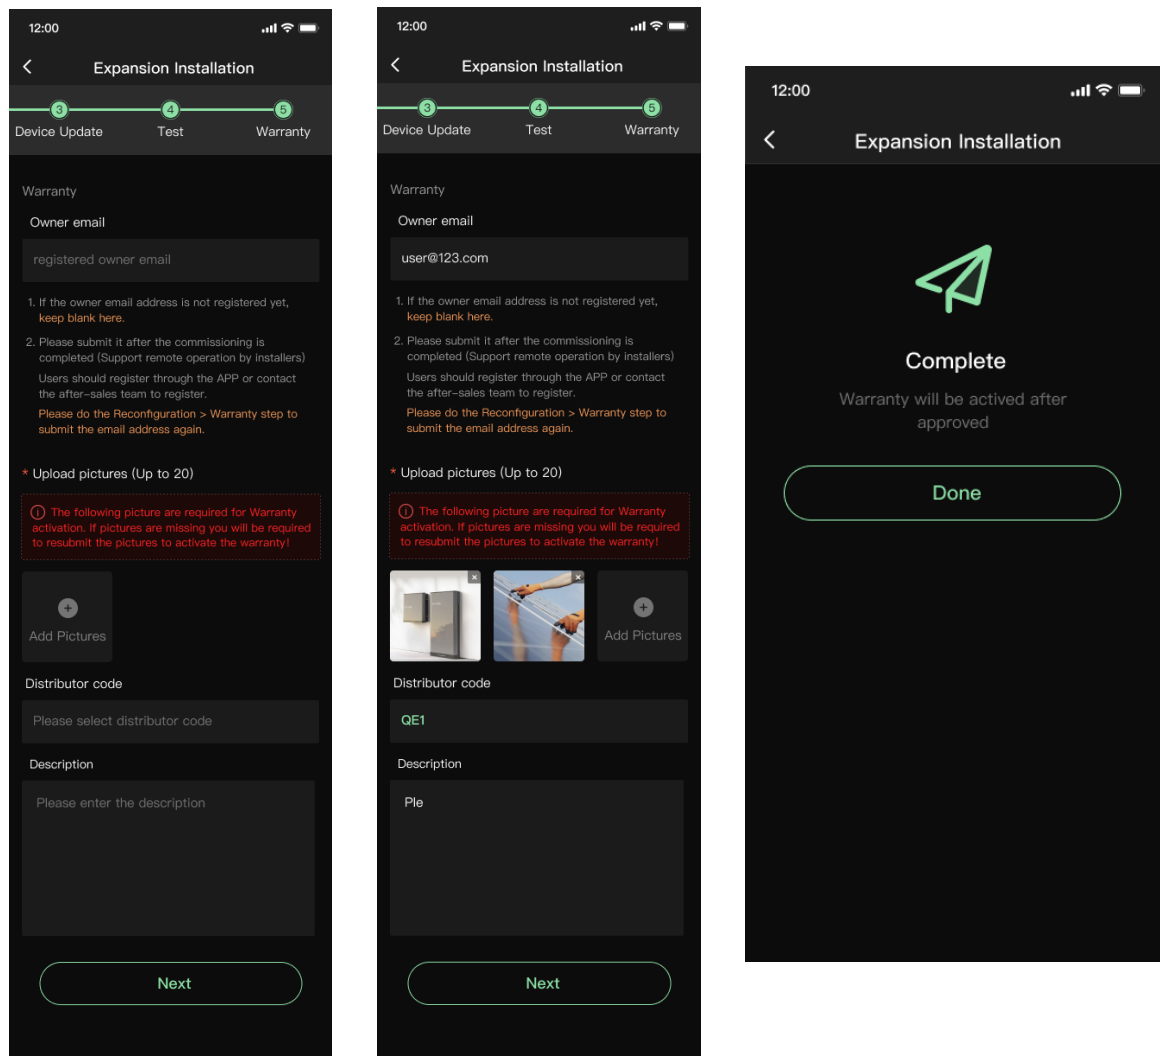 12:00
Expansion Installation
3
4
5
Device Update
Test
Warranty
Warranty
Owner email
registered owner email
1. If the owner email address is not registered yet,
keep blank here.
2. Please submit it after the commissioning is
completed (Support remote operation by installers)
Users should register through the APP or contact
the after-sales team to register.
Please do the Reconfiguration > Warranty step to
submit the email address again.
* Upload pictures (Up to 20)
The following picture are required for Warranty
activation. If pictures are missing you will be required
to resubmit the pictures to activate the warranty!
Add Pictures
Distributor code
Please select distributor code
Description
Please enter the description
Next
12:00
Expansion Installation
3
4
5
Device Update
Test
Warranty
Warranty
Owner email
user@123.com
1. If the owner email address is not registered yet,
keep blank here.
2. Please submit it after the commissioning is
completed (Support remote operation by installers)
Users should register through the APP or contact
the after-sales team to register.
Please do the Reconfiguration > Warranty step to
submit the email address again.
* Upload pictures (Up to 20)
The following picture are required for Warranty
activation. If pictures are missing you will be required
to resubmit the pictures to activate the warranty!
Add Pictures
Distributor code
QE1
Description
Ple
Next
12:00
Expansion Installation
Complete
Warranty will be actived after
approved
Done